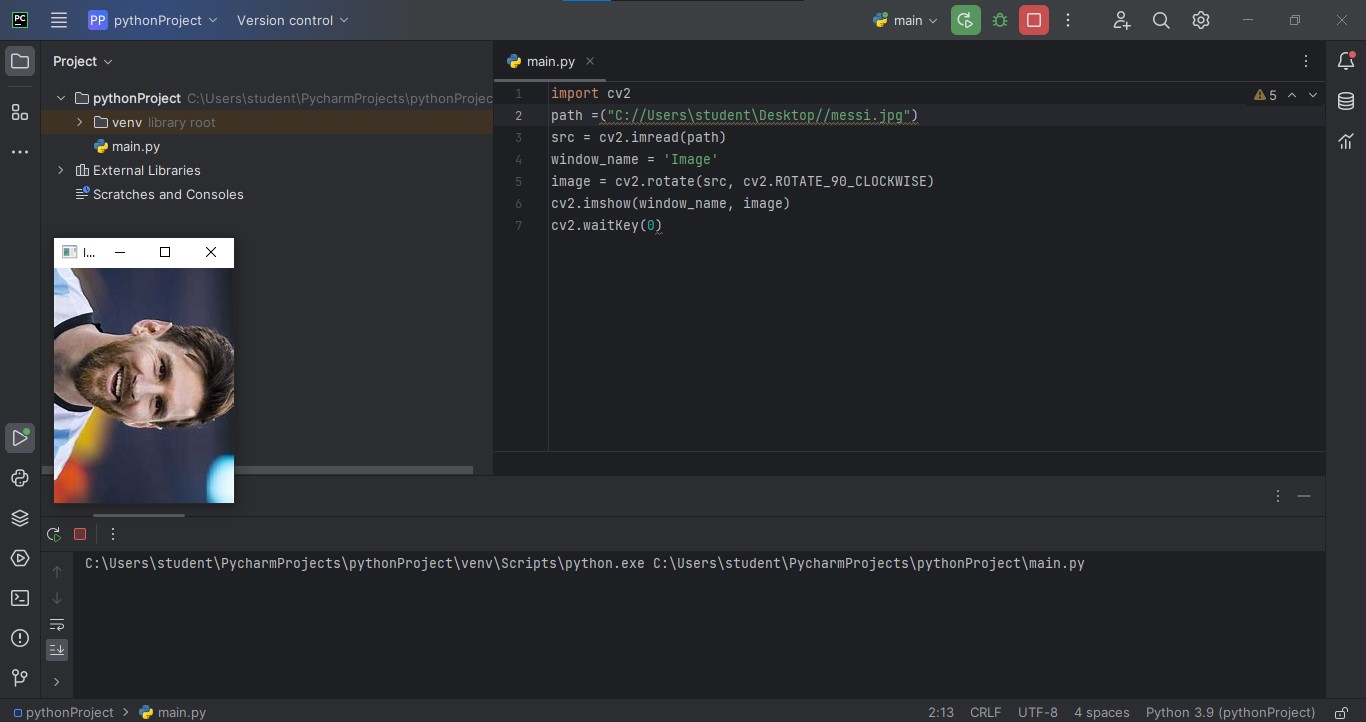 PC
PP pythonProject Version control main
Project
main.py
pythonProject C:\Users\student\PycharmProjects\pythonProjec
venv library root
main.py
External Libraries
Scratches and Consoles
5
1 import cv2
2 path =("C://Users\student\Desktop//messi.jpg")
3 src = cv2.imread(path)
4 window_name = 'Image'
5 image = cv2.rotate(src, cv2.ROTATE_90_CLOCKWISE)
6 cv2.imshow(window_name, image)
7 cv2.waitKey(0)
I...
C:\Users\student\PycharmProjects\pythonProject\venv\Scripts\python.exe C:\Users\student\PycharmProjects\pythonProject\main.py
pythonProject > main.py
2:13 CRLF UTF-8 4 spaces Python 3.9 (pythonProject)